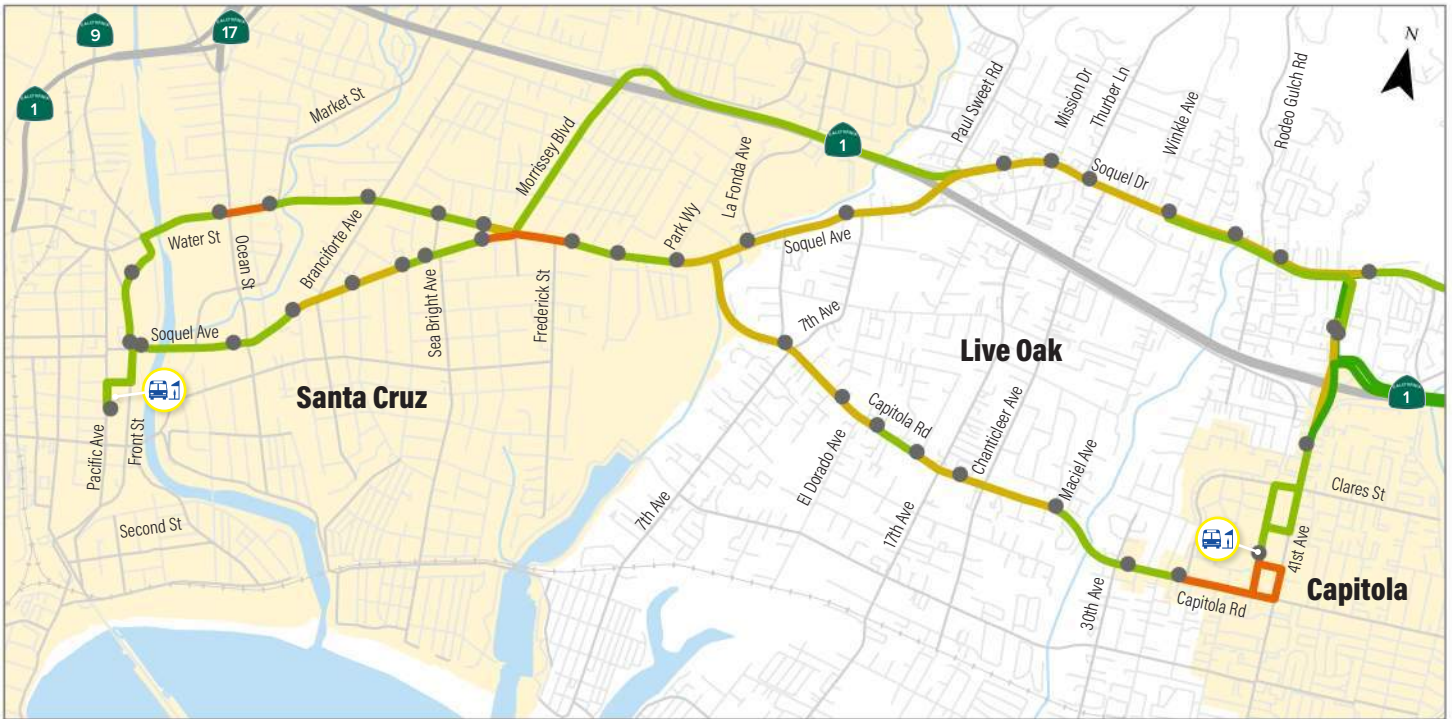 9
17
1
N
CALIFORNIA
CALIFORNIA
Market St
Morrissey Blvd
La Fonda Ave
1
Paul Sweet Rd
Mission Dr
Thurber Ln
Winkle Ave
Rodeo Gulch Rd
Soquel Dr
Water St
Ocean St
Branciforte Ave
Park Wy
Soquel Ave
Soquel Ave
Sea Bright Ave
Frederick St
7th Ave
Live Oak
Santa Cruz
1
Pacific Ave
Front St
Capitola Rd
Chanticleer Ave
El Dorado Ave
Maciel Ave
Clares St
Second St
7th Ave
17th Ave
41st Ave
30th Ave
Capitola Rd
Capitola